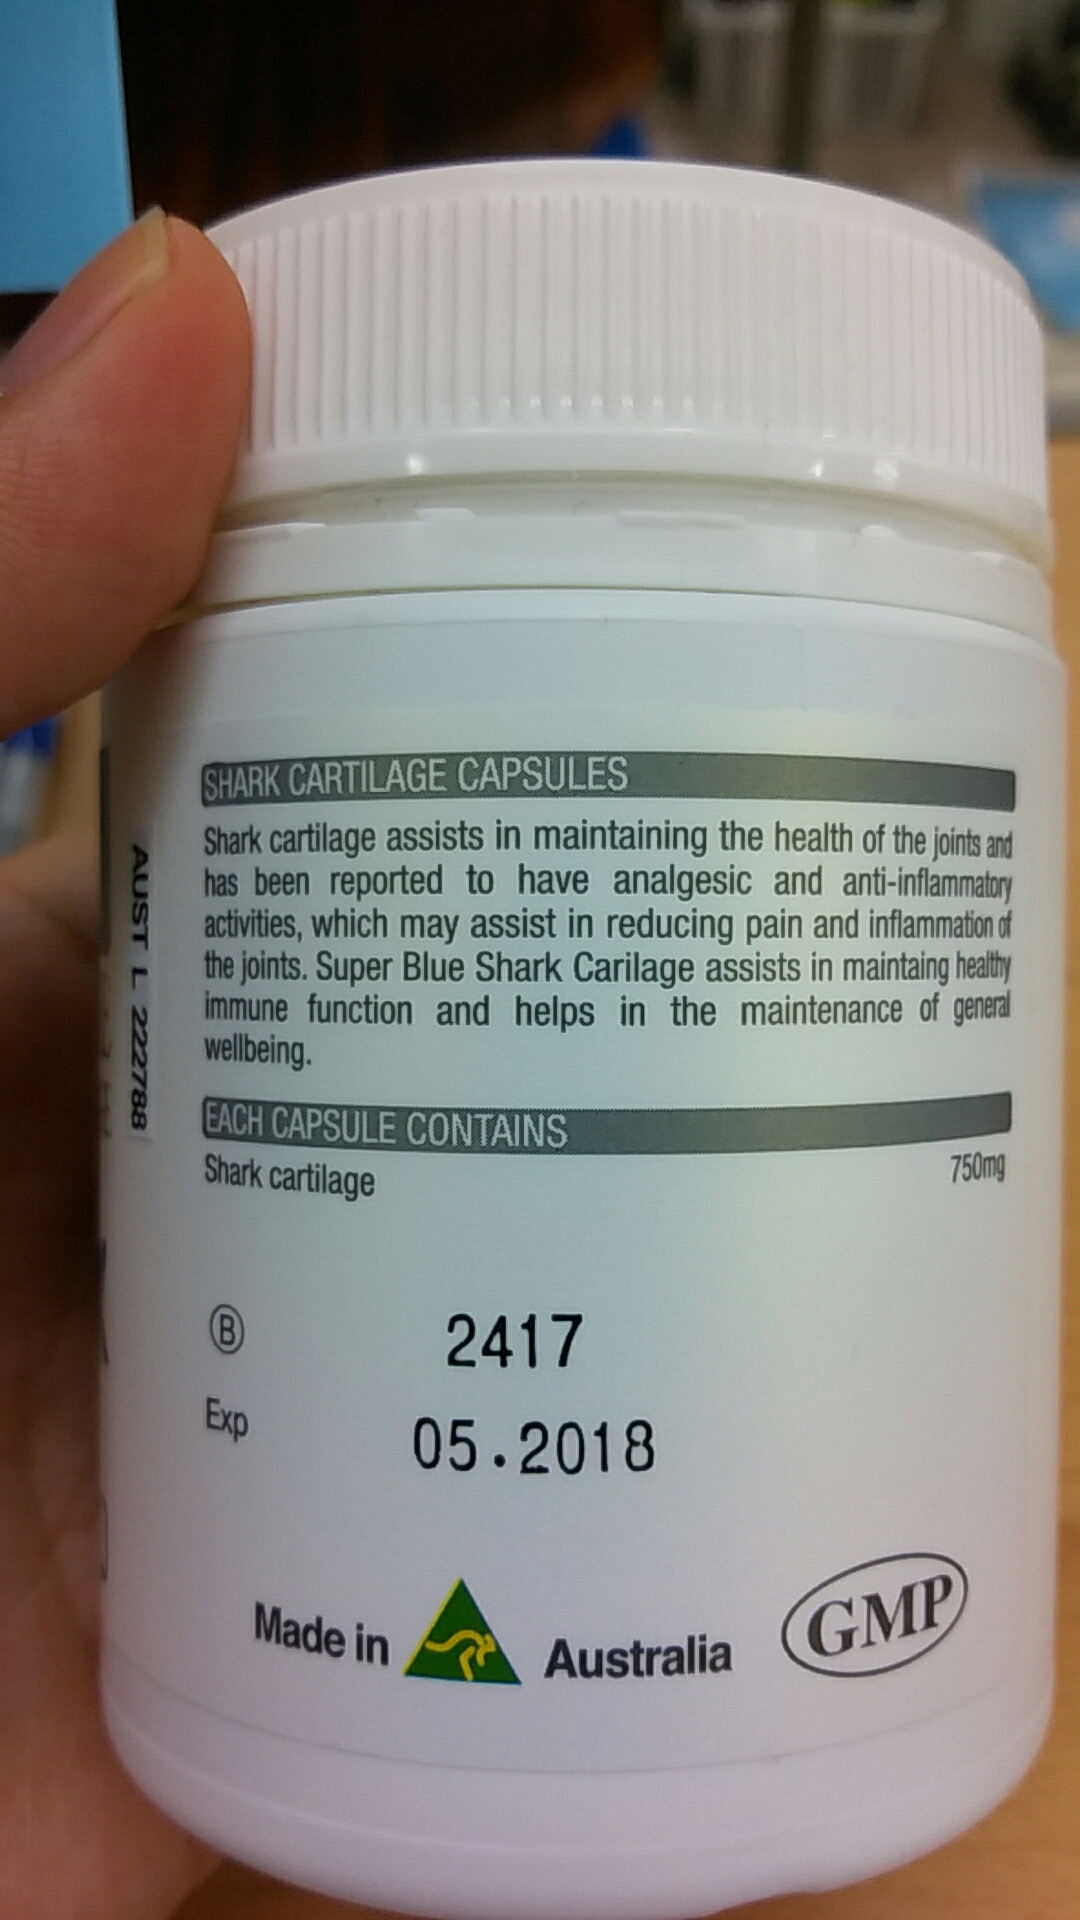 SHARK CARTILAGE CAPSULES
Shark cartilage assists in maintaining the health of the joints and
has been reported to have analgesic and anti-inflammatory
activities, which may assist in reducing pain and inflammation of
the joints. Super Blue Shark Carilage assists in maintaing healthy
immune function and helps in the maintenance of general
wellbeing.
EACH CAPSULE CONTAINS
Shark cartilage 750mg
B 2417
Exp 05.2018
Made in Australia
GMP
AUST L 222788